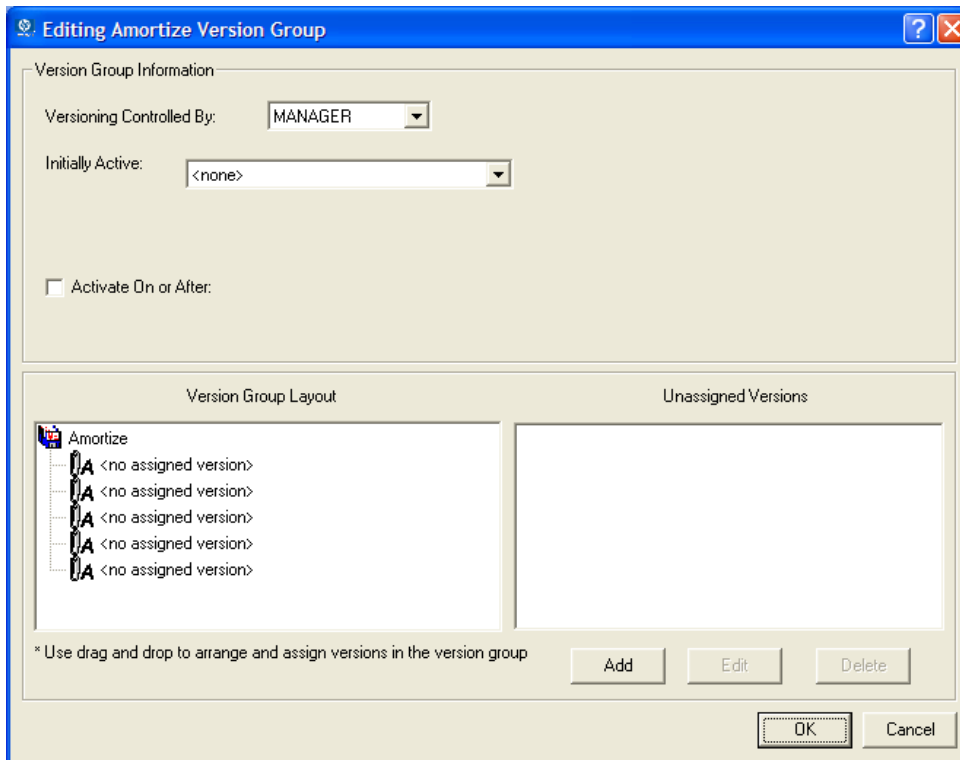 Editing Amortize Version Group
Version Group Information
Versioning Controlled By: MANAGER
Initially Active: <none>
Activate On or After:
Version Group Layout Unassigned Versions
Amortize
<no assigned version>
<no assigned version>
<no assigned version>
<no assigned version>
<no assigned version>
* Use drag and drop to arrange and assign versions in the version group
Add Edit Delete
OK Cancel